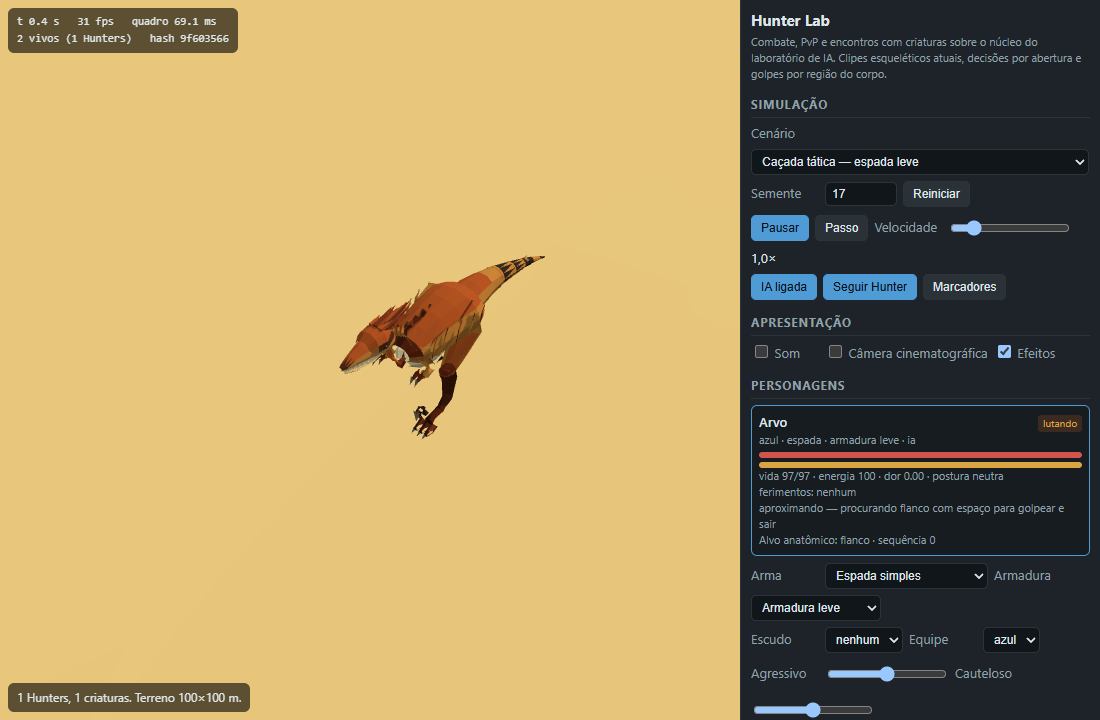 t 0.4 s   31 fps   quadro 69.1 ms
2 vivos (1 Hunters)   hash 9f603566
1 Hunters, 1 criaturas. Terreno 100×100 m.
Hunter Lab
Combate, PvP e encontros com criaturas sobre o núcleo do
laboratório de IA. Clipes esqueléticos atuais, decisões por abertura e
golpes por região do corpo.
SIMULAÇÃO
Cenário
Caçada tática — espada leve
Semente 17 Reiniciar
Pausar Passo Velocidade
1,0×
IA ligada Seguir Hunter Marcadores
APRESENTAÇÃO
Som Câmera cinematográfica Efeitos
PERSONAGENS
Arvo lutando
azul · espada · armadura leve · ia
vida 97/97 · energia 100 · dor 0.00 · postura neutra
ferimentos: nenhum
aproximando — procurando flanco com espaço para golpear e
sair
Alvo anatômico: flanco · sequência 0
Arma Espada simples Armadura
Armadura leve
Escudo nenhum Equipe azul
Agressivo Cauteloso